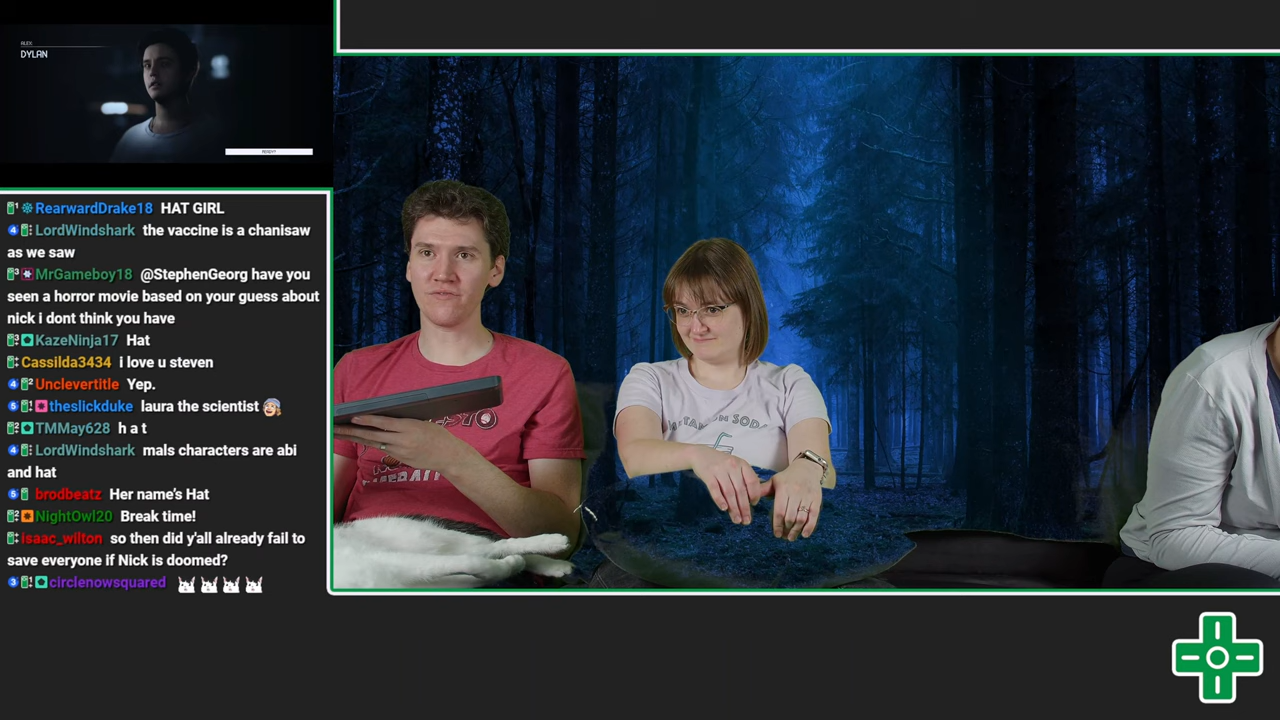 ALEX:
DYLAN
READY?
RearwardDrake18 HAT GIRL
LordWindshark the vaccine is a chanisaw
as we saw
MrGameboy18 @StephenGeorg have you
seen a horror movie based on your guess about
nick i dont think you have
KazeNinja17 Hat
Cassilda3434 i love u steven
Unclevertitle Yep.
theslickduke laura the scientist
TMMay628 h a t
LordWindshark mals characters are abi
and hat
brodbeatz Her name's Hat
NightOwl20 Break time!
isaac_wilton so then did y'all already fail to
save everyone if Nick is doomed?
circlenowsquared